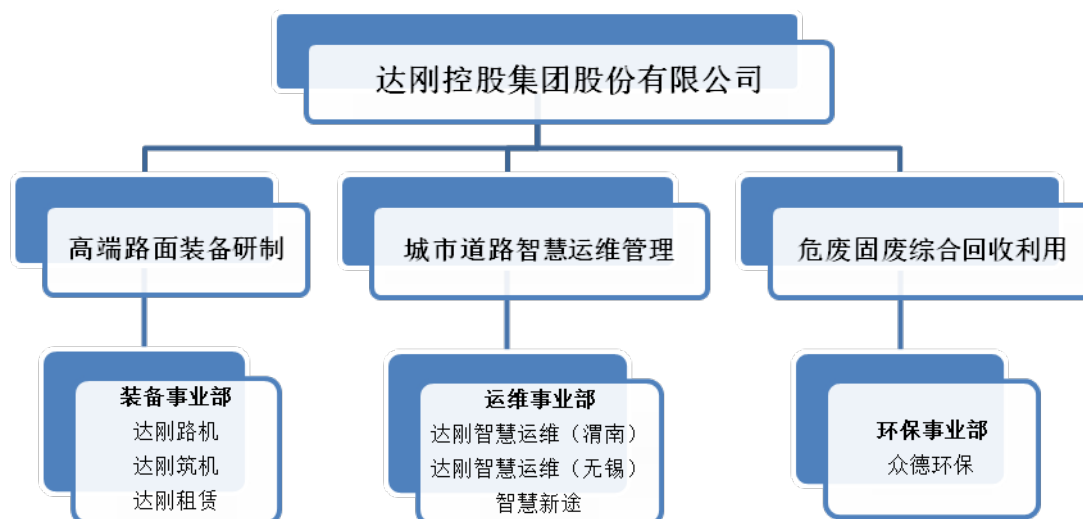 达刚控股集团股份有限公司
高端路面装备研制
城市道路智慧运维管理
危废固废综合回收利用
装备事业部
达刚路机
达刚筑机
达刚租赁
运维事业部
达刚智慧运维（渭南）
达刚智慧运维（无锡）
智慧新途
环保事业部
众德环保